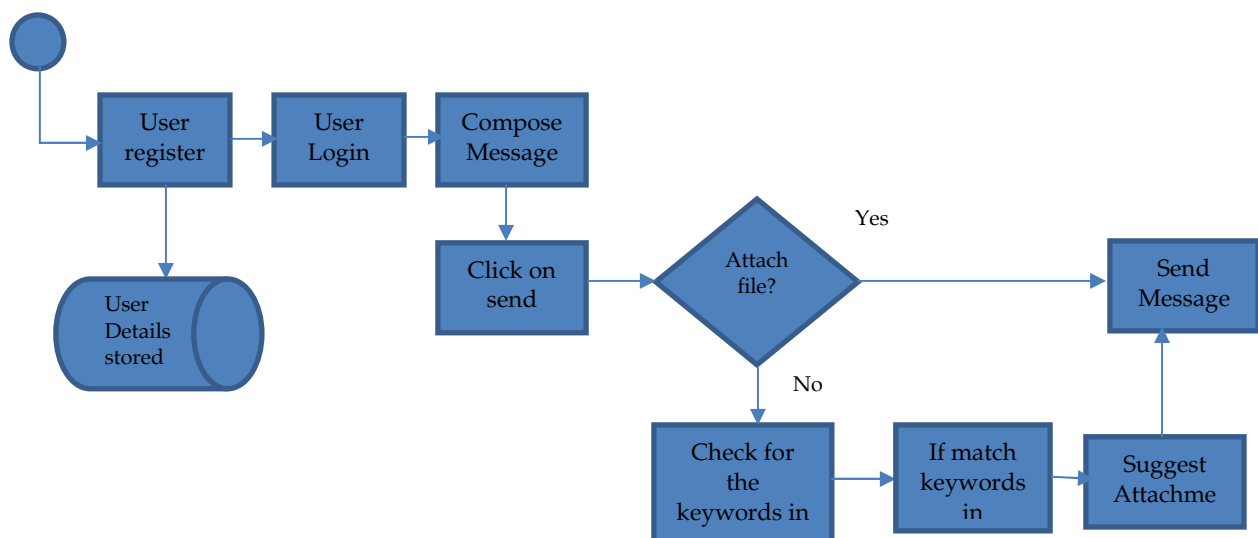 User
register
User
Login
Compose
Message
User
Details
stored
Click on
send
Attach
file?
Yes
Send
Message
No
Check for
the
keywords in
If match
keywords
in
Suggest
Attachme